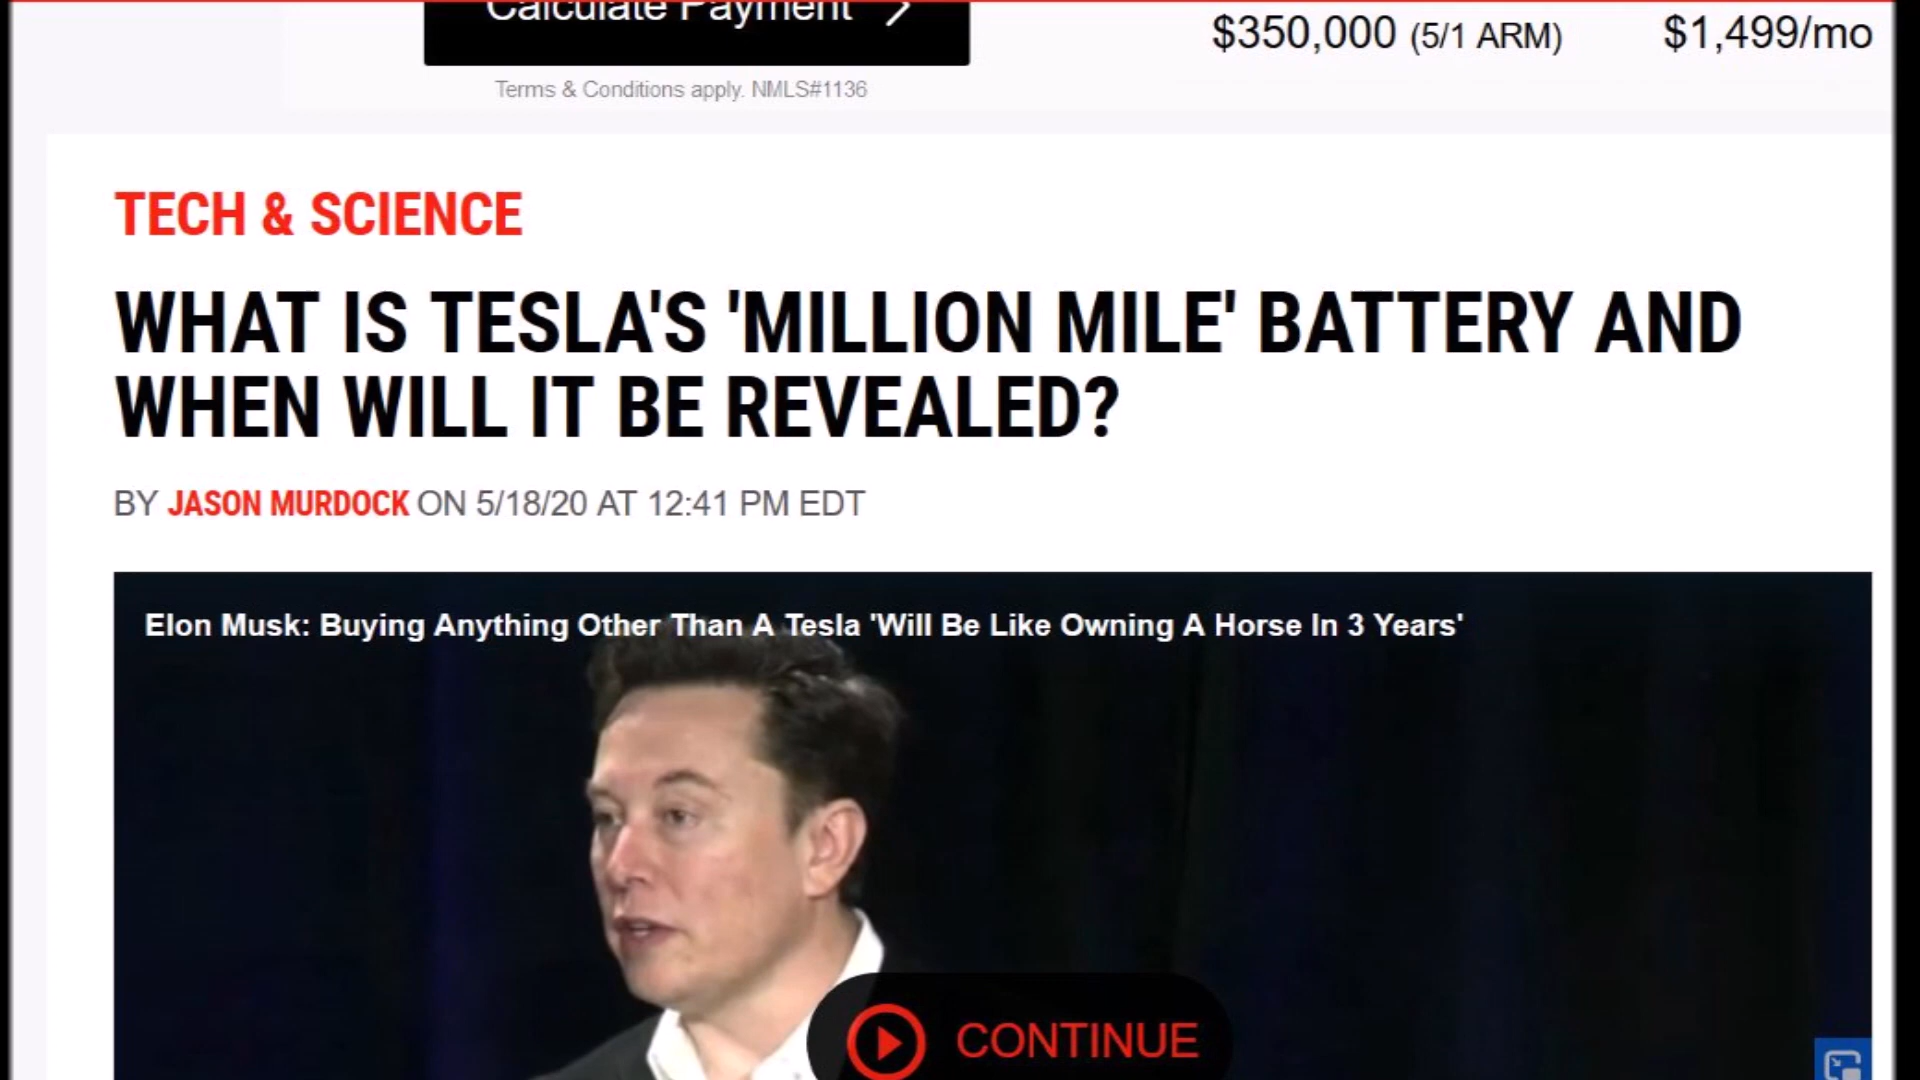 Calculate Payment
$350,000 (5/1 ARM) $1,499/mo
Terms & Conditions apply. NMLS#1136
TECH & SCIENCE
WHAT IS TESLA'S 'MILLION MILE' BATTERY AND
WHEN WILL IT BE REVEALED?
BY JASON MURDOCK ON 5/18/20 AT 12:41 PM EDT
Elon Musk: Buying Anything Other Than A Tesla 'Will Be Like Owning A Horse In 3 Years'
CONTINUE